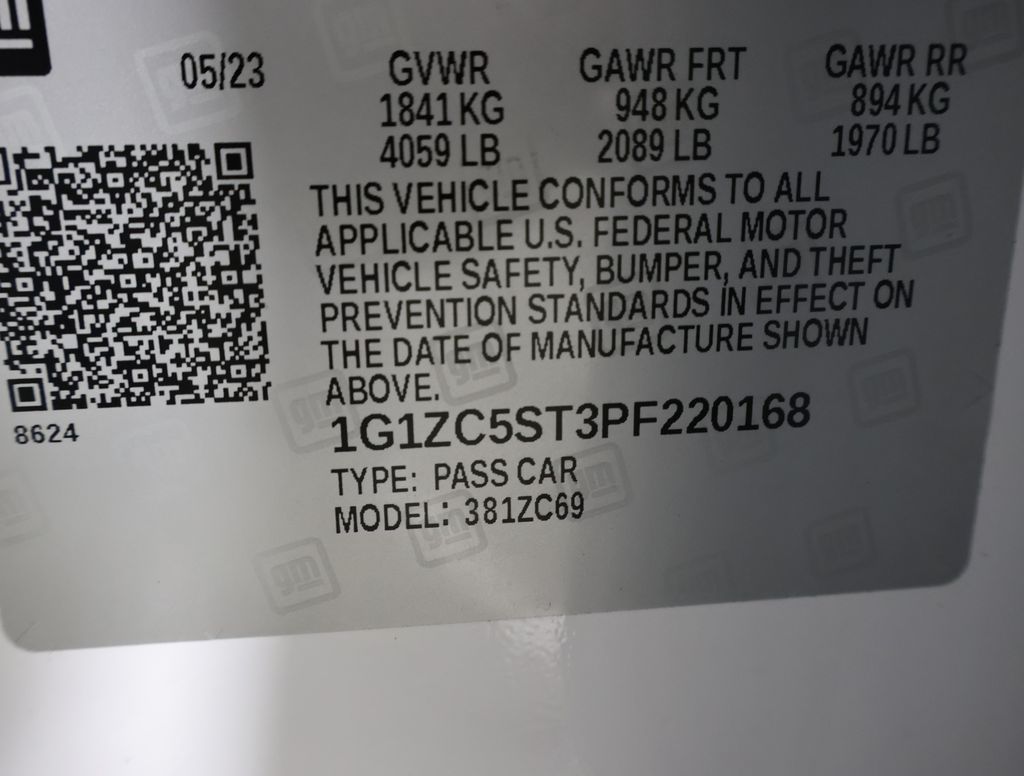 05/23
GVWR GAWR FRT GAWR RR
1841 KG 948 KG 894 KG
4059 LB 2089 LB 1970 LB
THIS VEHICLE CONFORMS TO ALL
APPLICABLE U.S. FEDERAL MOTOR
VEHICLE SAFETY, BUMPER, AND THEFT
PREVENTION STANDARDS IN EFFECT ON
THE DATE OF MANUFACTURE SHOWN
ABOVE.
8624
1G1ZC5ST3PF220168
TYPE: PASS CAR
MODEL: 381ZC69